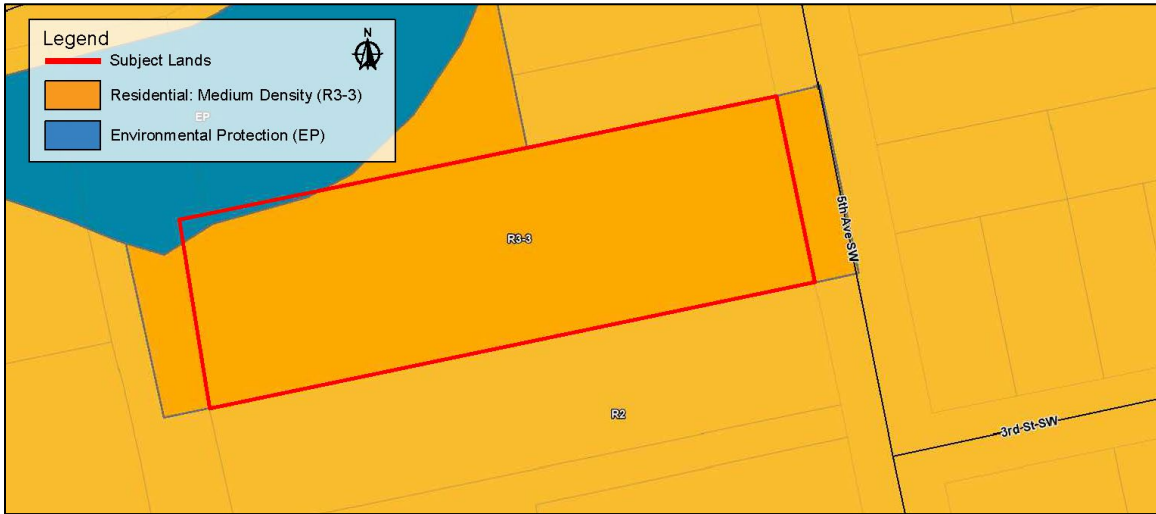 Legend
N
Subject Lands
Residential: Medium Density (R3-3)
EP
Environmental Protection (EP)
R3-3
5th-Ave-SW
R2
3rd-St-SW